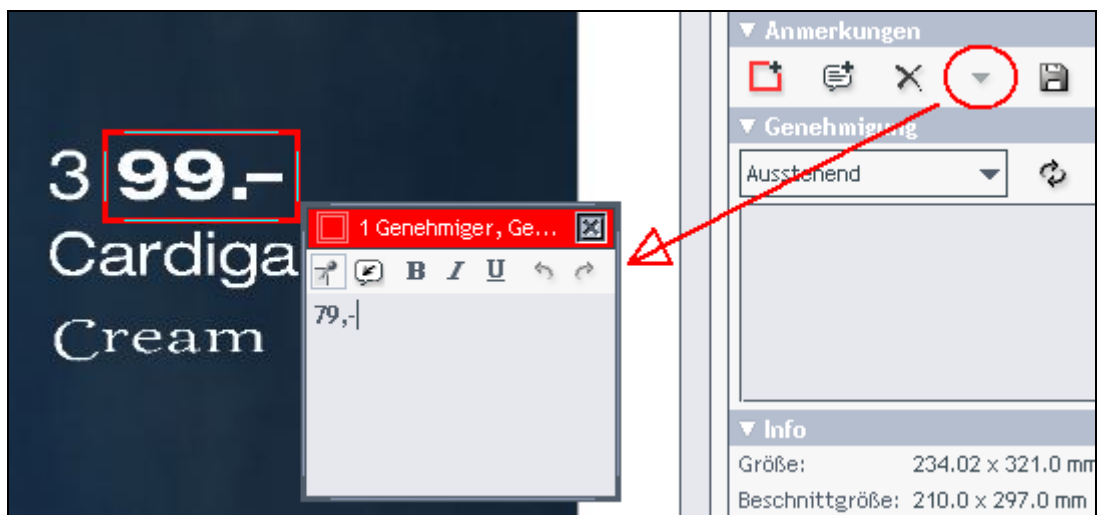 3 99.–
Cardiga
Cream
1 Genehmiger, Ge...
B I U
79,-
Anmerkungen
Genehmigung
Ausstehend
Info
Größe: 234.02 x 321.0 mm
Beschnittgröße: 210.0 x 297.0 mm